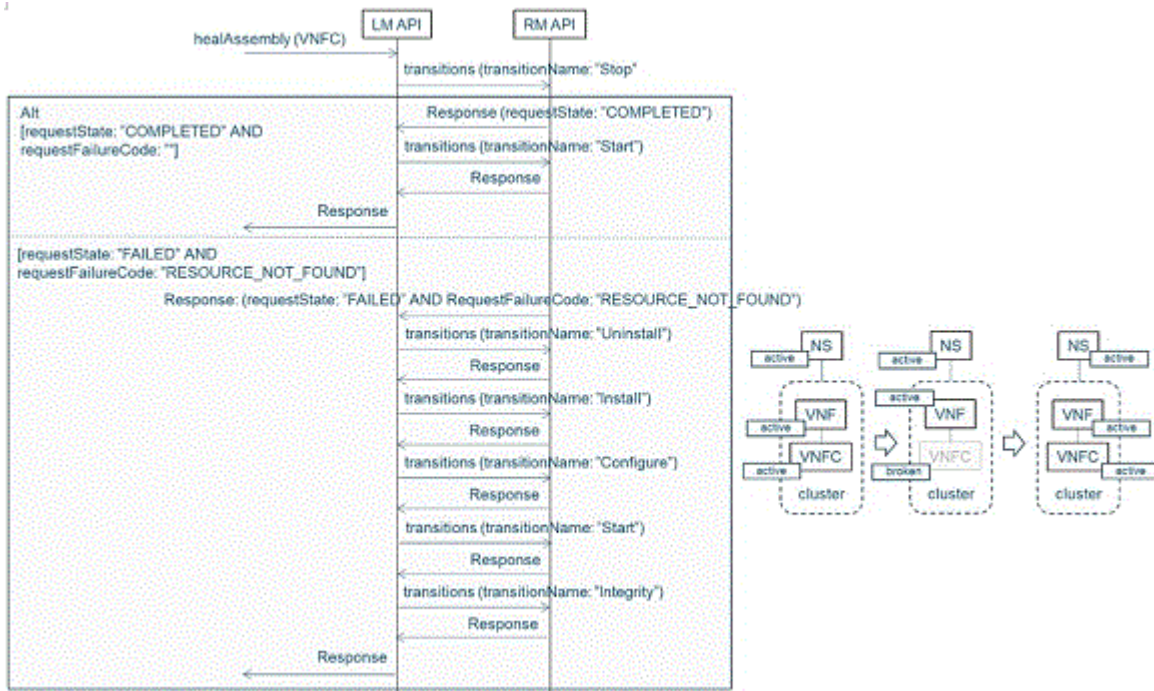 LM API
RM API
healAssembly (VNFC)
transitions (transitionName: "Stop"
Alt
[requestState: "COMPLETED" AND
requestFailureCode: ""]
Response (requestState: "COMPLETED")
transitions (transitionName: "Start")
Response
Response
[requestState: "FAILED" AND
requestFailureCode: "RESOURCE_NOT_FOUND"]
Response: (requestState: "FAILED" AND RequestFailureCode: "RESOURCE_NOT_FOUND")
transitions (transitionName: "Uninstall")
Response
transitions (transitionName: "Install")
Response
transitions (transitionName: "Configure")
Response
transitions (transitionName: "Start")
Response
transitions (transitionName: "Integrity")
Response
Response
NS
active
VNF
active
VNFC
active
cluster
NS
active
active
VNF
VNFC
broken
cluster
NS
active
VNF
active
VNFC
active
cluster